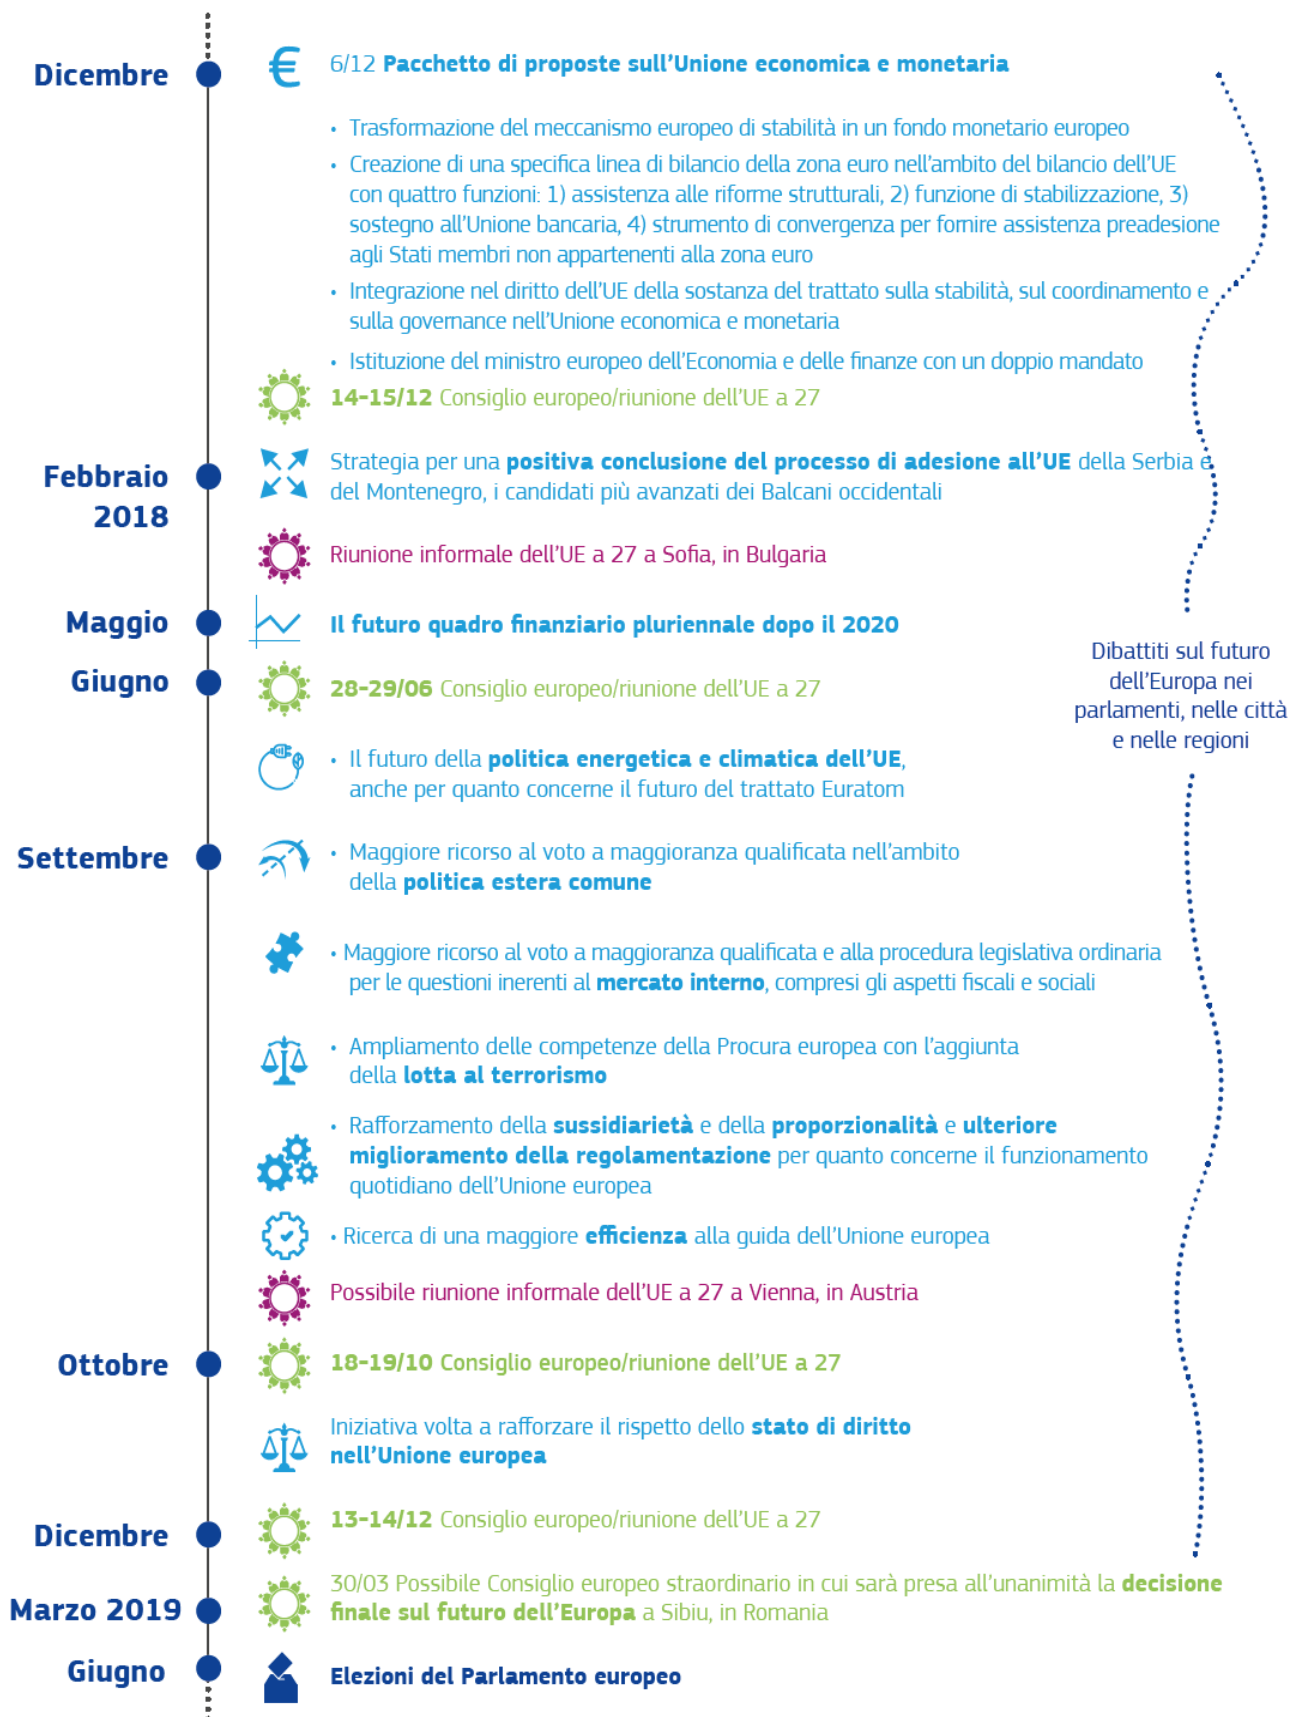 Dicembre
€ 6/12 Pacchetto di proposte sull'Unione economica e monetaria
• Trasformazione del meccanismo europeo di stabilità in un fondo monetario europeo
• Creazione di una specifica linea di bilancio della zona euro nell'ambito del bilancio dell'UE
con quattro funzioni: 1) assistenza alle riforme strutturali, 2) funzione di stabilizzazione, 3)
sostegno all'Unione bancaria, 4) strumento di convergenza per fornire assistenza preadesione
agli Stati membri non appartenenti alla zona euro
• Integrazione nel diritto dell'UE della sostanza del trattato sulla stabilità, sul coordinamento e
sulla governance nell'Unione economica e monetaria
• Istituzione del ministro europeo dell'Economia e delle finanze con un doppio mandato
14-15/12 Consiglio europeo/riunione dell'UE a 27
Febbraio
2018
Strategia per una positiva conclusione del processo di adesione all'UE della Serbia e
del Montenegro, i candidati più avanzati dei Balcani occidentali
Riunione informale dell'UE a 27 a Sofia, in Bulgaria
Maggio
Il futuro quadro finanziario pluriennale dopo il 2020
Giugno
28-29/06 Consiglio europeo/riunione dell'UE a 27
Dibattiti sul futuro
dell'Europa nei
parlamenti, nelle città
e nelle regioni
• Il futuro della politica energetica e climatica dell'UE,
anche per quanto concerne il futuro del trattato Euratom
Settembre
• Maggiore ricorso al voto a maggioranza qualificata nell'ambito
della politica estera comune
• Maggiore ricorso al voto a maggioranza qualificata e alla procedura legislativa ordinaria
per le questioni inerenti al mercato interno, compresi gli aspetti fiscali e sociali
• Ampliamento delle competenze della Procura europea con l'aggiunta
della lotta al terrorismo
• Rafforzamento della sussidiarietà e della proporzionalità e ulteriore
miglioramento della regolamentazione per quanto concerne il funzionamento
quotidiano dell'Unione europea
• Ricerca di una maggiore efficienza alla guida dell'Unione europea
Possibile riunione informale dell'UE a 27 a Vienna, in Austria
Ottobre
18-19/10 Consiglio europeo/riunione dell'UE a 27
Iniziativa volta a rafforzare il rispetto dello stato di diritto
nell'Unione europea
Dicembre
13-14/12 Consiglio europeo/riunione dell'UE a 27
Marzo 2019
30/03 Possibile Consiglio europeo straordinario in cui sarà presa all'unanimità la decisione
finale sul futuro dell'Europa a Sibiu, in Romania
Giugno
Elezioni del Parlamento europeo